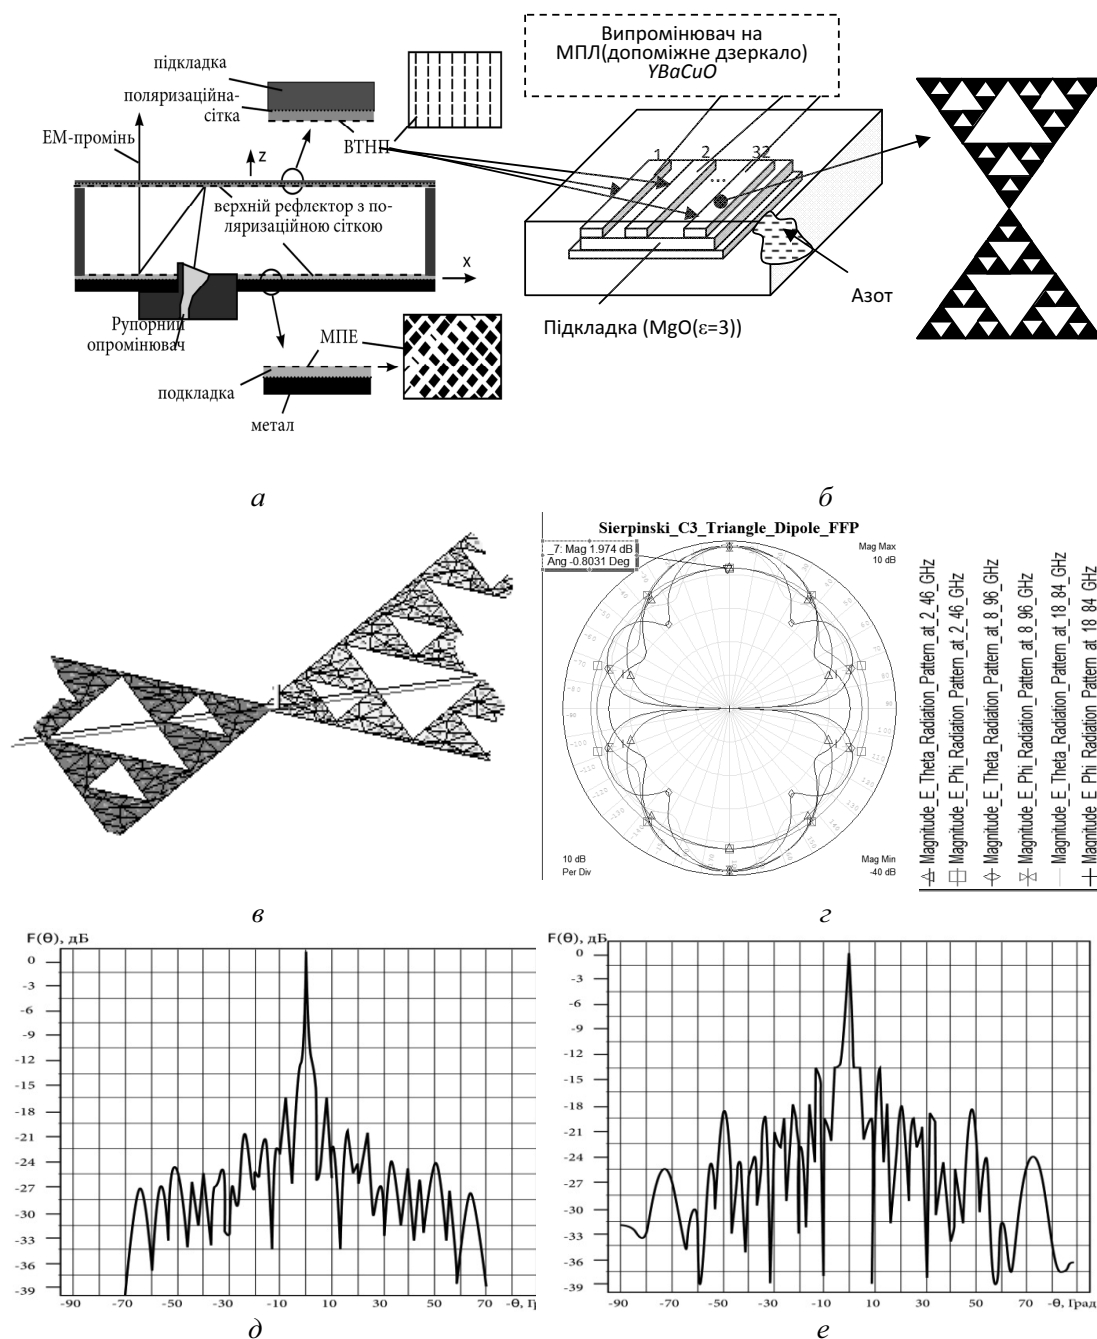 підкладка
поляризаційна-
сітка
ЕМ-промінь
ВТНП
z
верхній рефлектор з по-
ляризаційною сіткою
x
Рупорний
опромінювач
МПЕ
подкладка
метал
а
Випромінювач на
МПЛ(допоміжне дзеркало)
YBaCuO
1 2 32
...
Азот
Підкладка (MgO(ε=3))
б
в
Sierpinski_C3_Triangle_Dipole_FFP
_7: Mag 1.974 dB
Ang -0.8031 Deg
Mag Max
10 dB
10 dB
Per Div
Mag Min
-40 dB
Magnitude_E_Theta_Radiation_Pattern_at_2_46_GHz
Magnitude_E_Phi_Radiation_Pattern_at_2_46_GHz
Magnitude_E_Theta_Radiation_Pattern_at_8_96_GHz
Magnitude_E_Phi_Radiation_Pattern_at_8_96_GHz
Magnitude_E_Theta_Radiation_Pattern_at_18_84_GHz
Magnitude_E_Phi_Radiation_Pattern_at_18_84_GHz
г
F(Θ), дБ
0
-3
-6
-9
-12
-15
-18
-21
-24
-27
-30
-33
-36
-39
-90 -70 -50 -30 -10 10 30 50 70 -Θ, Гр
д
F(Θ), дБ
0
-3
-6
-9
-12
-15
-18
-21
-24
-27
-30
-33
-36
-39
-90 -70 -50 -30 -10 10 30 50 70 -Θ, Град
е